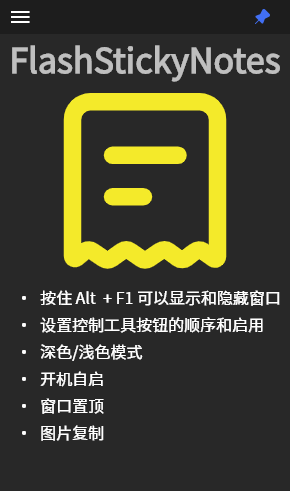 FlashStickyNotes
• 按住 Alt + F1 可以显示和隐藏窗口
• 设置控制工具按钮的顺序和启用
• 深色/浅色模式
• 开机自启
• 窗口置顶
• 图片复制